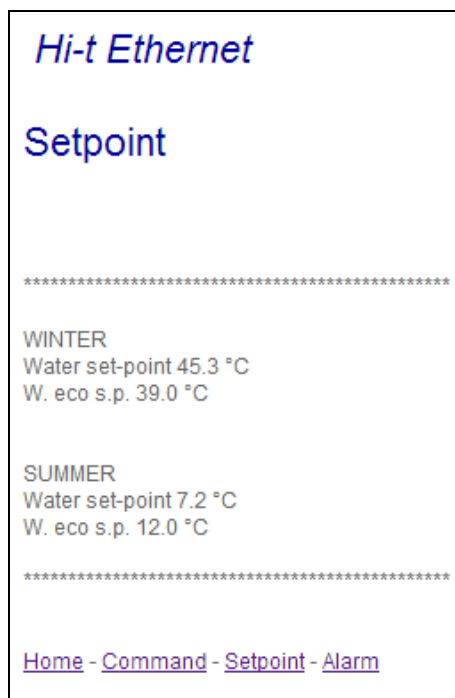 Hi-t Ethernet
Setpoint
************************************************
WINTER
Water set-point 45.3 °C
W. eco s.p. 39.0 °C
SUMMER
Water set-point 7.2 °C
W. eco s.p. 12.0 °C
************************************************
Home - Command - Setpoint - Alarm